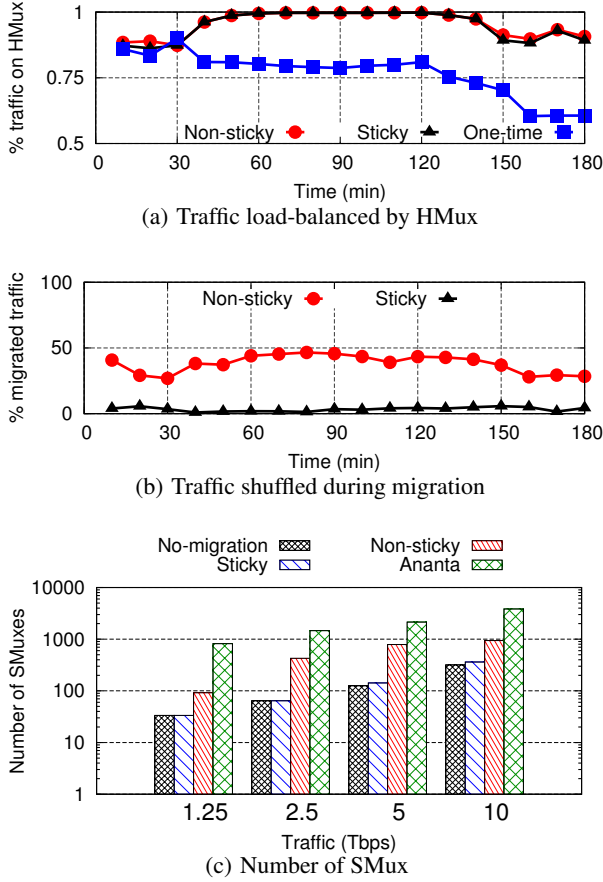 1
0.75
0.5
% traffic on HMux
Non-sticky Sticky One-time
0 30 60 90 120 150 180
Time (min)
(a) Traffic load-balanced by HMux
100
50
0
% migrated traffic
Non-sticky Sticky
0 30 60 90 120 150 180
Time (min)
(b) Traffic shuffled during migration
No-migration Non-sticky
Sticky Ananta
10000
1000
100
10
1
Number of SMuxes
1.25 2.5 5 10
Traffic (Tbps)
(c) Number of SMux